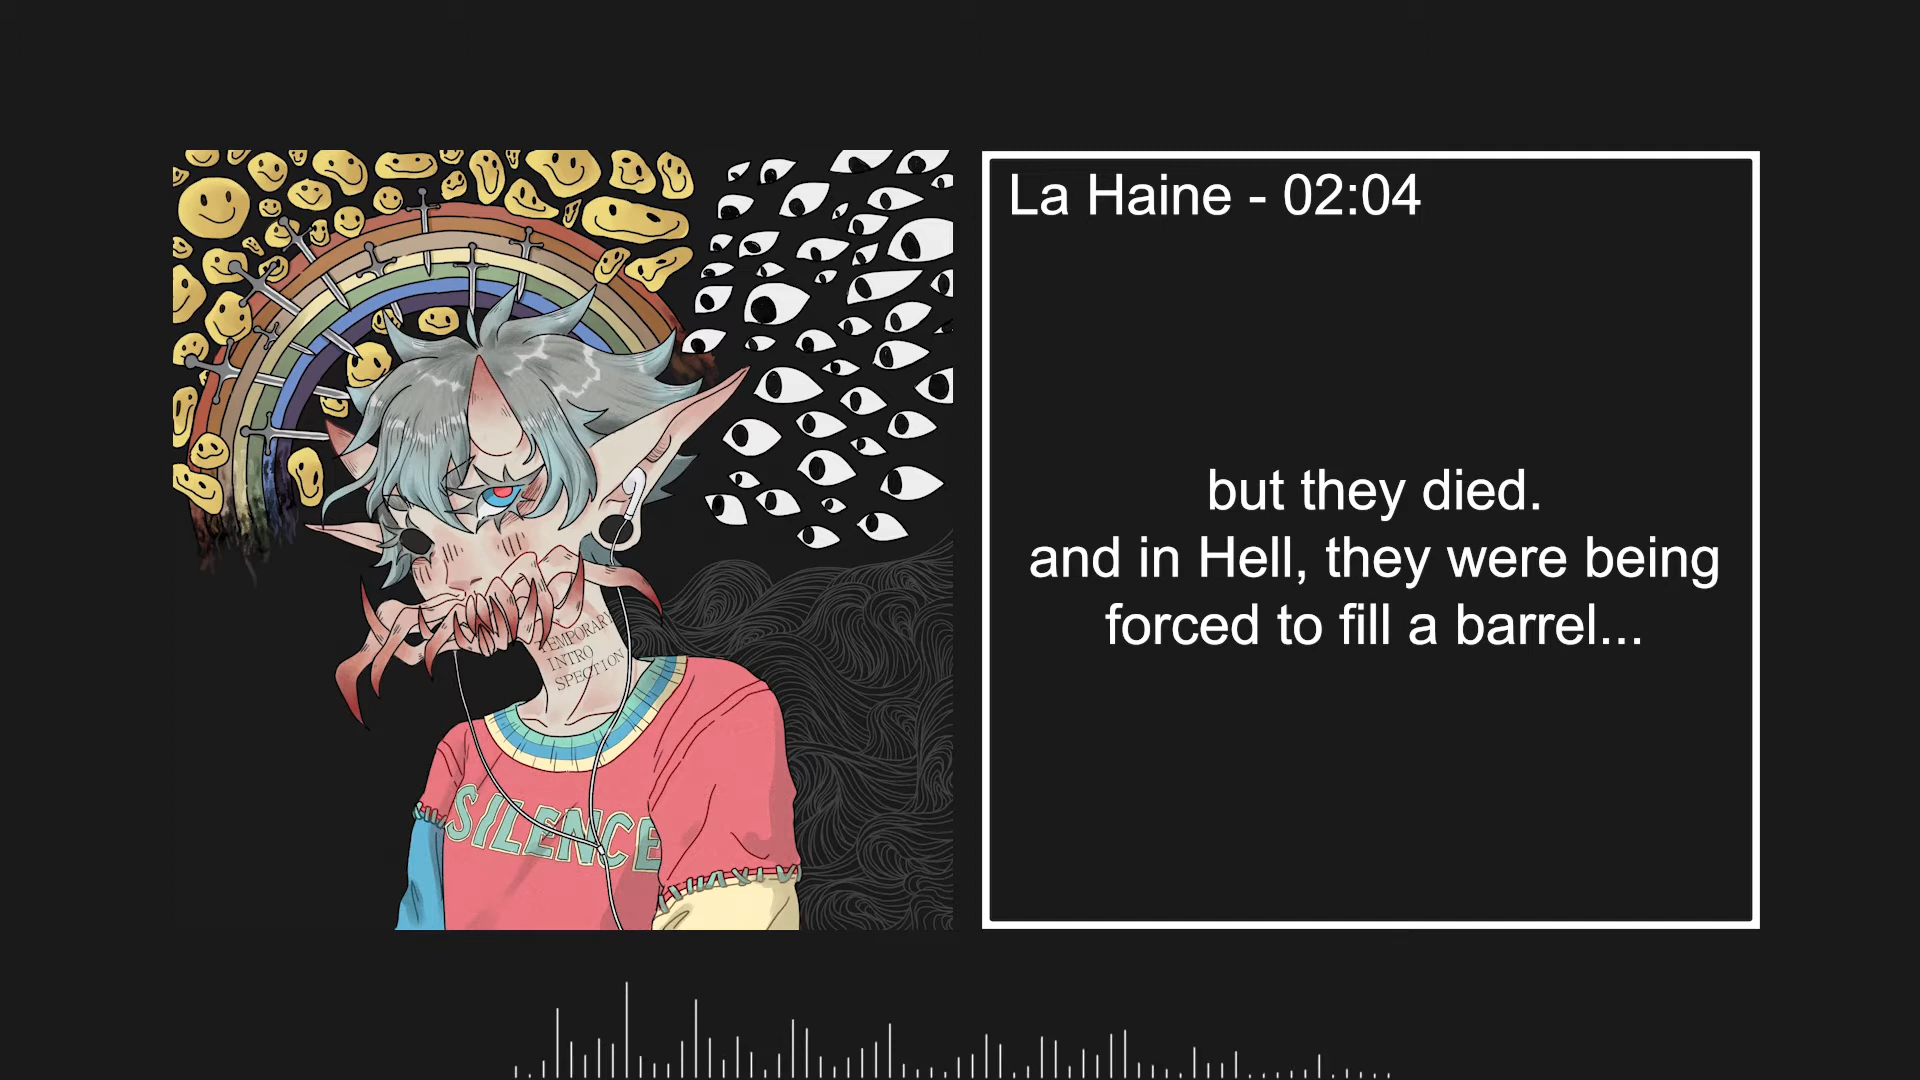 La Haine - 02:04
but they died.
and in Hell, they were being
forced to fill a barrel...
TEMPORARY
INTRO
SPECTION
SILENCE